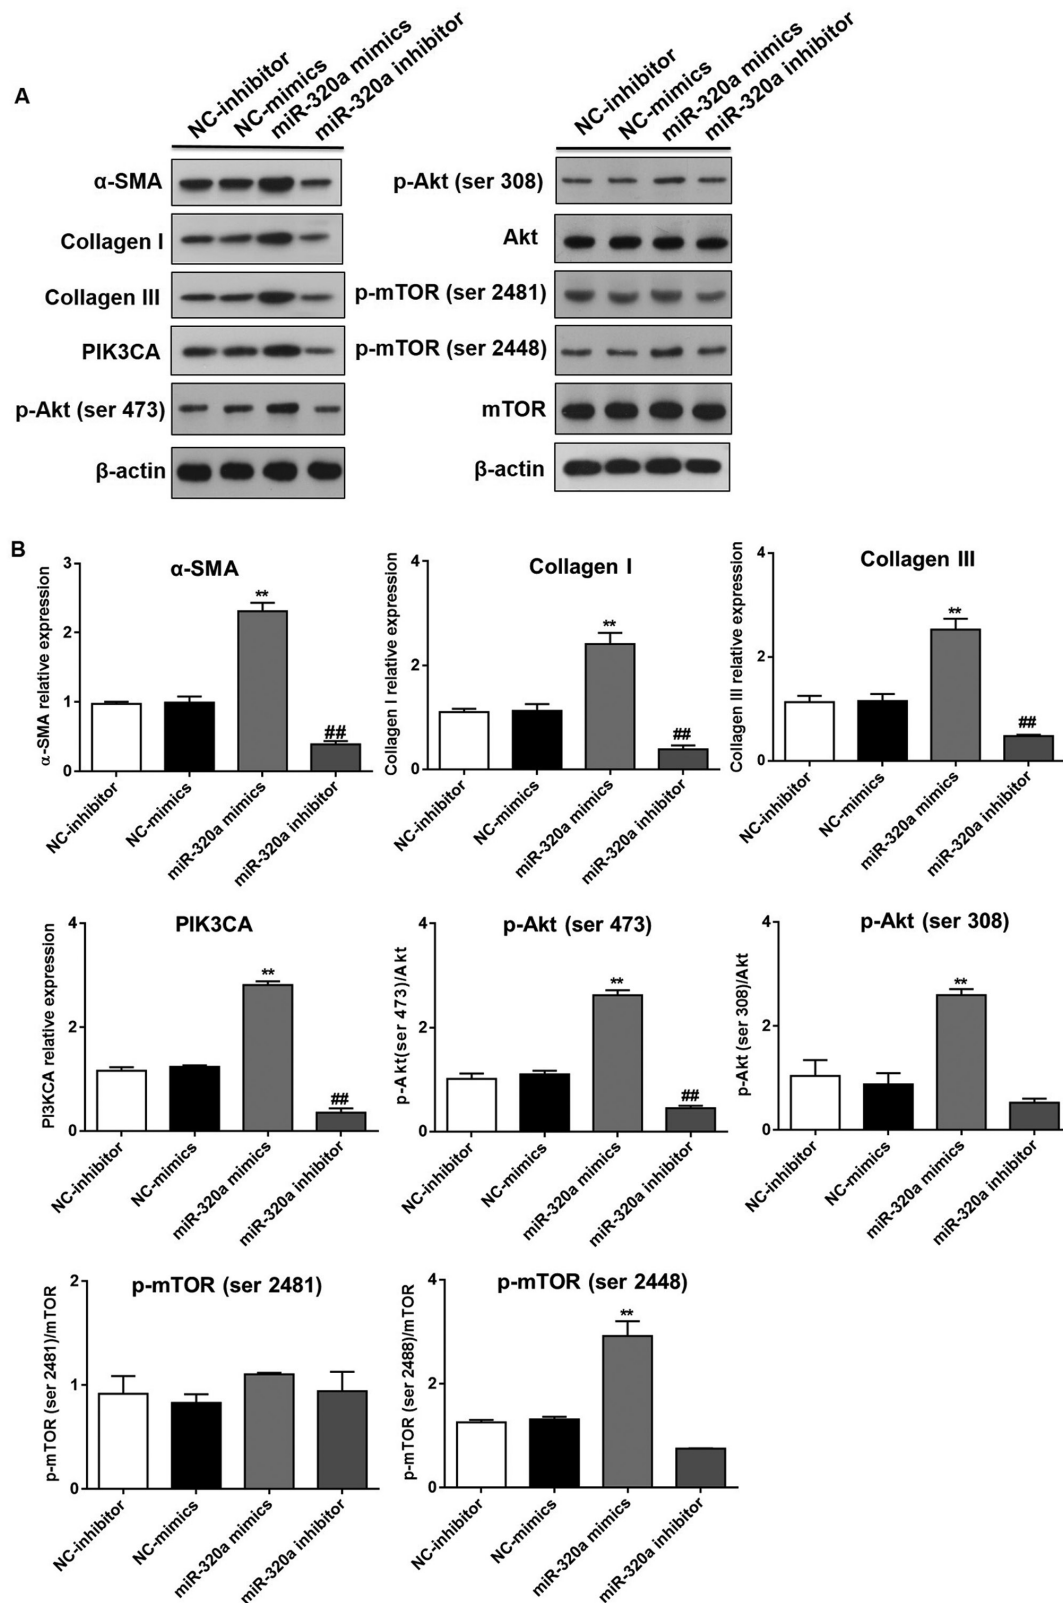 A
NC-inhibitor
NC-mimics
miR-320a mimics
miR-320a inhibitor
α-SMA
Collagen I
Collagen III
PIK3CA
p-Akt (ser 473)
β-actin
NC-inhibitor
NC-mimics
miR-320a mimics
miR-320a inhibitor
p-Akt (ser 308)
Akt
p-mTOR (ser 2481)
p-mTOR (ser 2448)
mTOR
β-actin
B
α-SMA
α-SMA relative expression
3
2
1
0
**
##
NC-inhibitor
NC-mimics
miR-320a mimics
miR-320a inhibitor
Collagen I
Collagen I relative expression
4
2
0
**
##
NC-inhibitor
NC-mimics
miR-320a mimics
miR-320a inhibitor
Collagen III
Collagen III relative expression
4
2
0
**
##
NC-inhibitor
NC-mimics
miR-320a mimics
miR-320a inhibitor
PIK3CA
PI3KCA relative expression
4
2
0
**
##
NC-inhibitor
NC-mimics
miR-320a mimics
miR-320a inhibitor
p-Akt (ser 473)
p-Akt(ser 473)/Akt
4
2
0
**
##
NC-inhibitor
NC-mimics
miR-320a mimics
miR-320a inhibitor
p-Akt (ser 308)
p-Akt (ser 308)/Akt
4
2
0
**
NC-inhibitor
NC-mimics
miR-320a mimics
miR-320a inhibitor
p-mTOR (ser 2481)
p-mTOR (ser 2481)/mTOR
2
1
0
NC-inhibitor
NC-mimics
miR-320a mimics
miR-320a inhibitor
p-mTOR (ser 2448)
p-mTOR (ser 2488)/mTOR
4
2
0
**
NC-inhibitor
NC-mimics
miR-320a mimics
miR-320a inhibitor